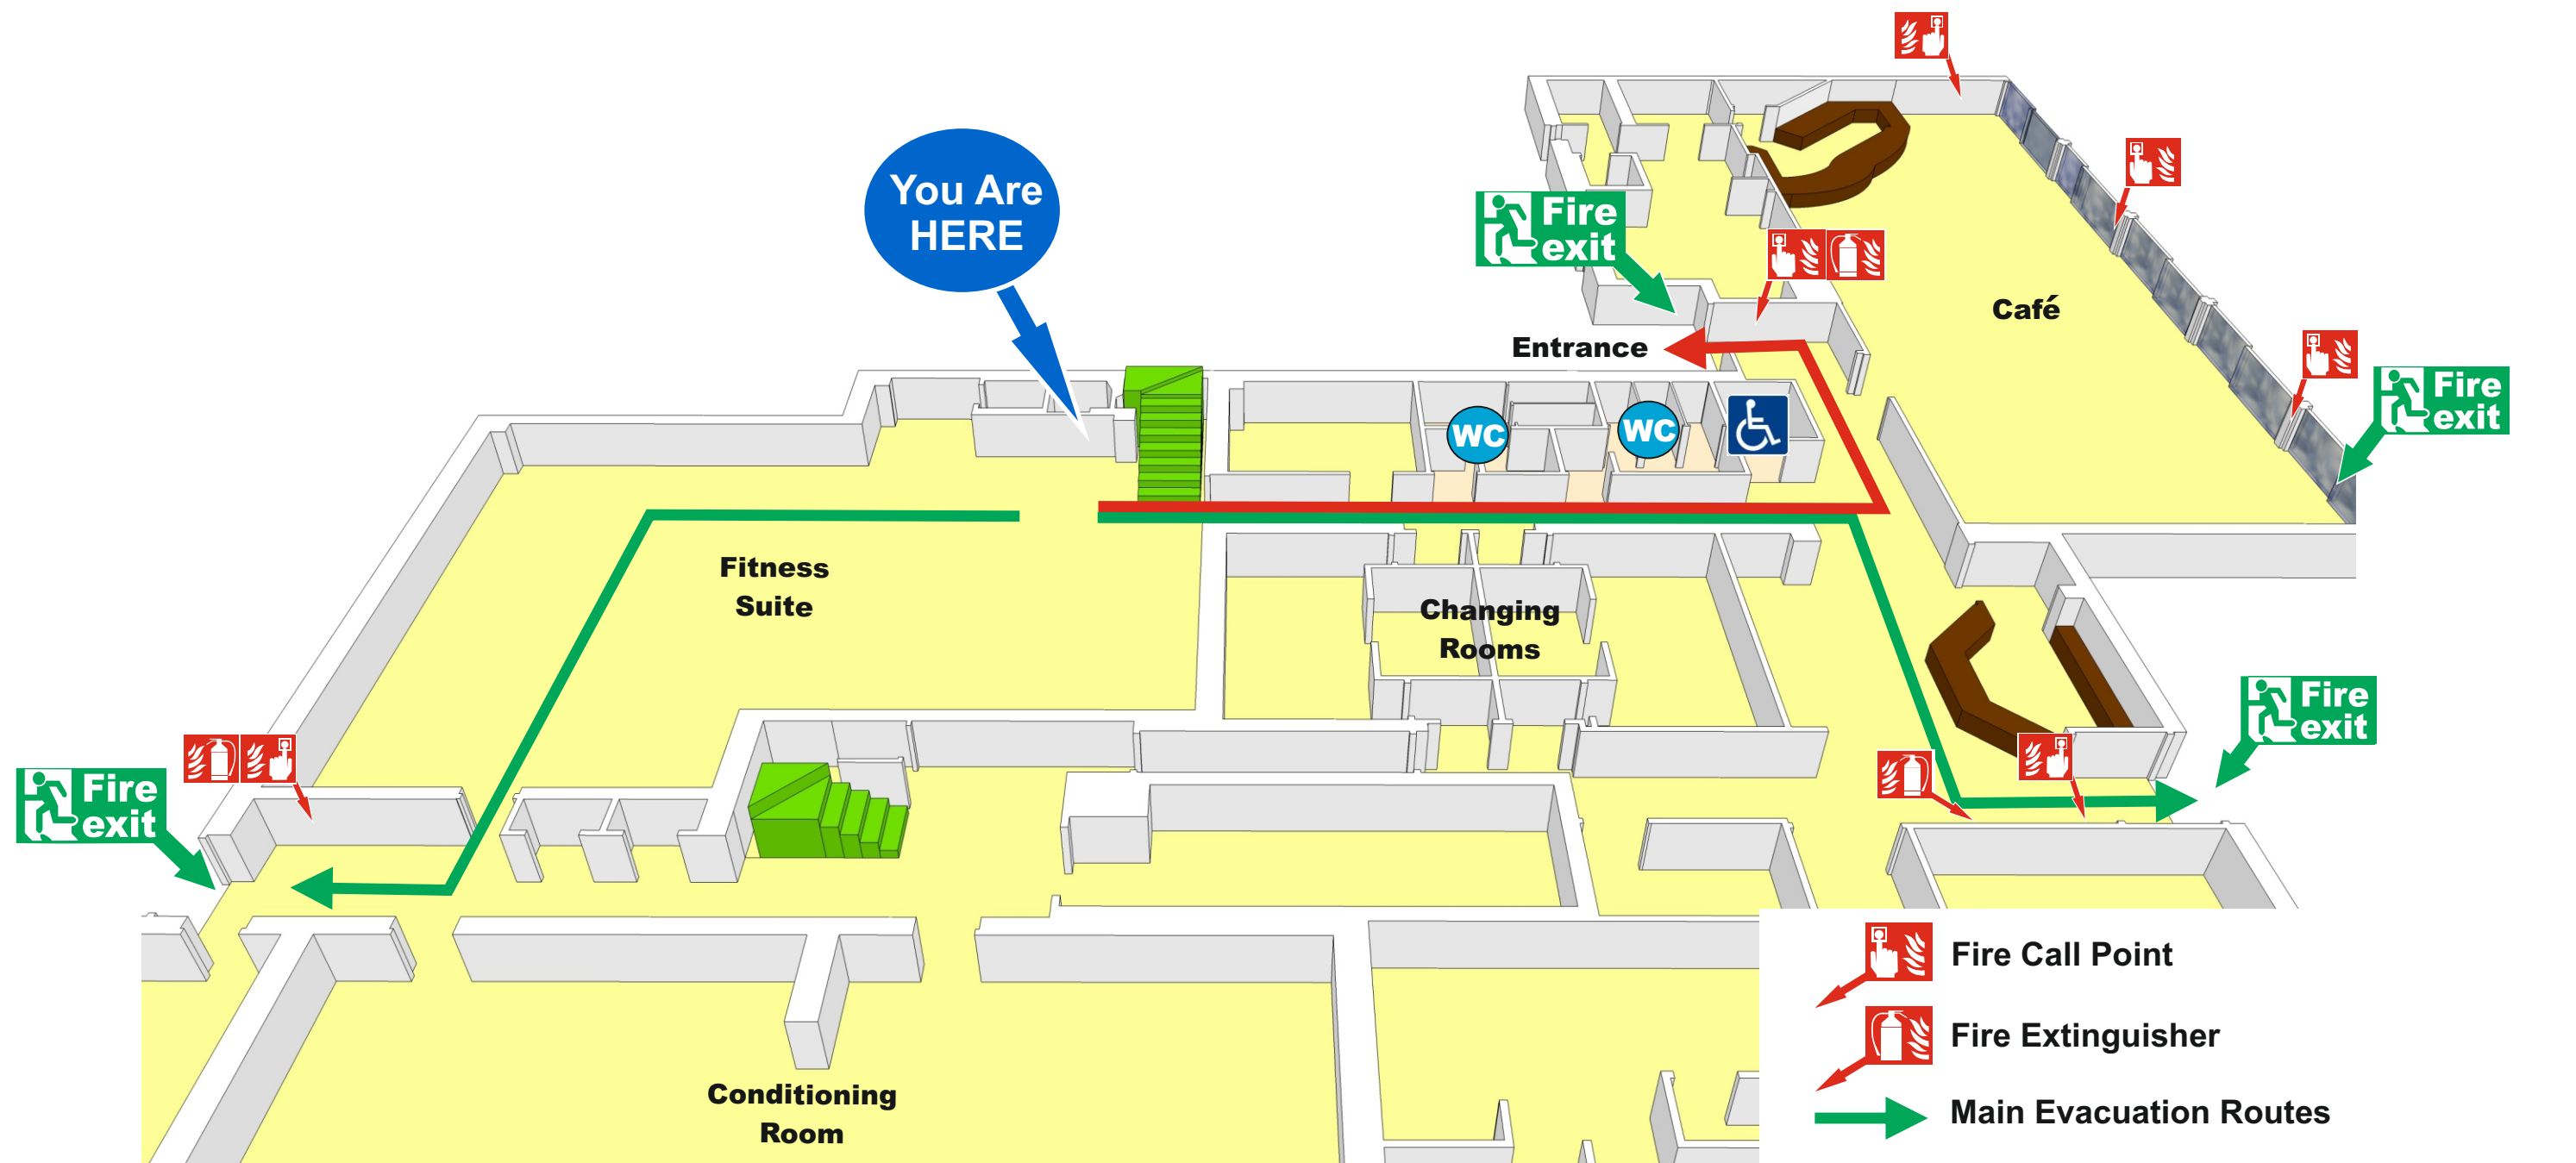 You Are
HERE
Fire
exit
Café
Entrance
Fire
exit
WC
WC
Fitness
Suite
Changing
Rooms
Fire
exit
Fire
exit
Fire Call Point
Fire Extinguisher
Conditioning
Room
Main Evacuation Routes